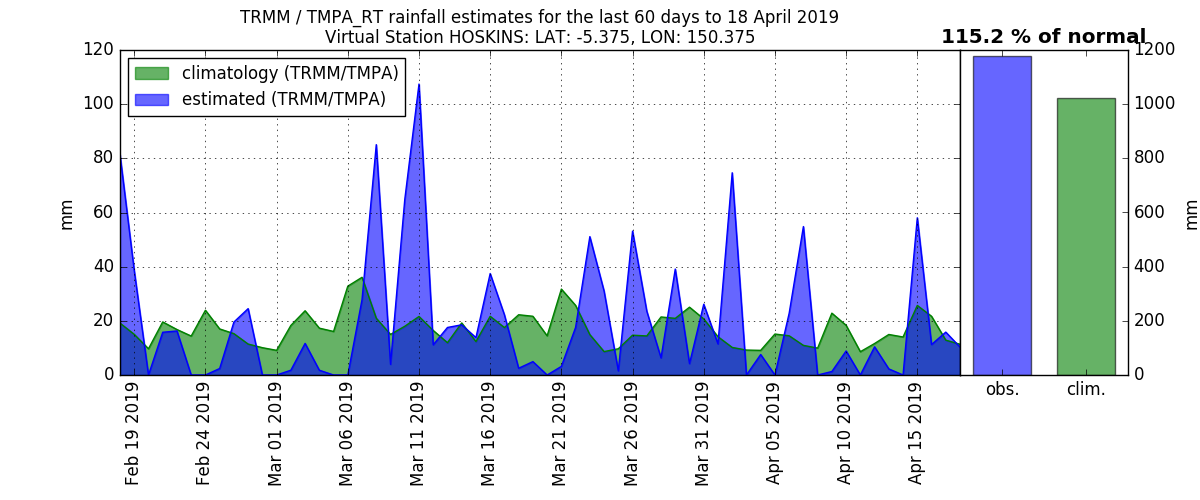 TRMM / TMPA_RT rainfall estimates for the last 60 days to 18 April 2019
Virtual Station HOSKINS: LAT: -5.375, LON: 150.375
115.2 % of normal
climatology (TRMM/TMPA)
estimated (TRMM/TMPA)
mm
120
100
80
60
40
20
0
Feb 19 2019
Feb 24 2019
Mar 01 2019
Mar 06 2019
Mar 11 2019
Mar 16 2019
Mar 21 2019
Mar 26 2019
Mar 31 2019
Apr 05 2019
Apr 10 2019
Apr 15 2019
obs.
clim.
1200
1000
800
600
400
200
0
mm